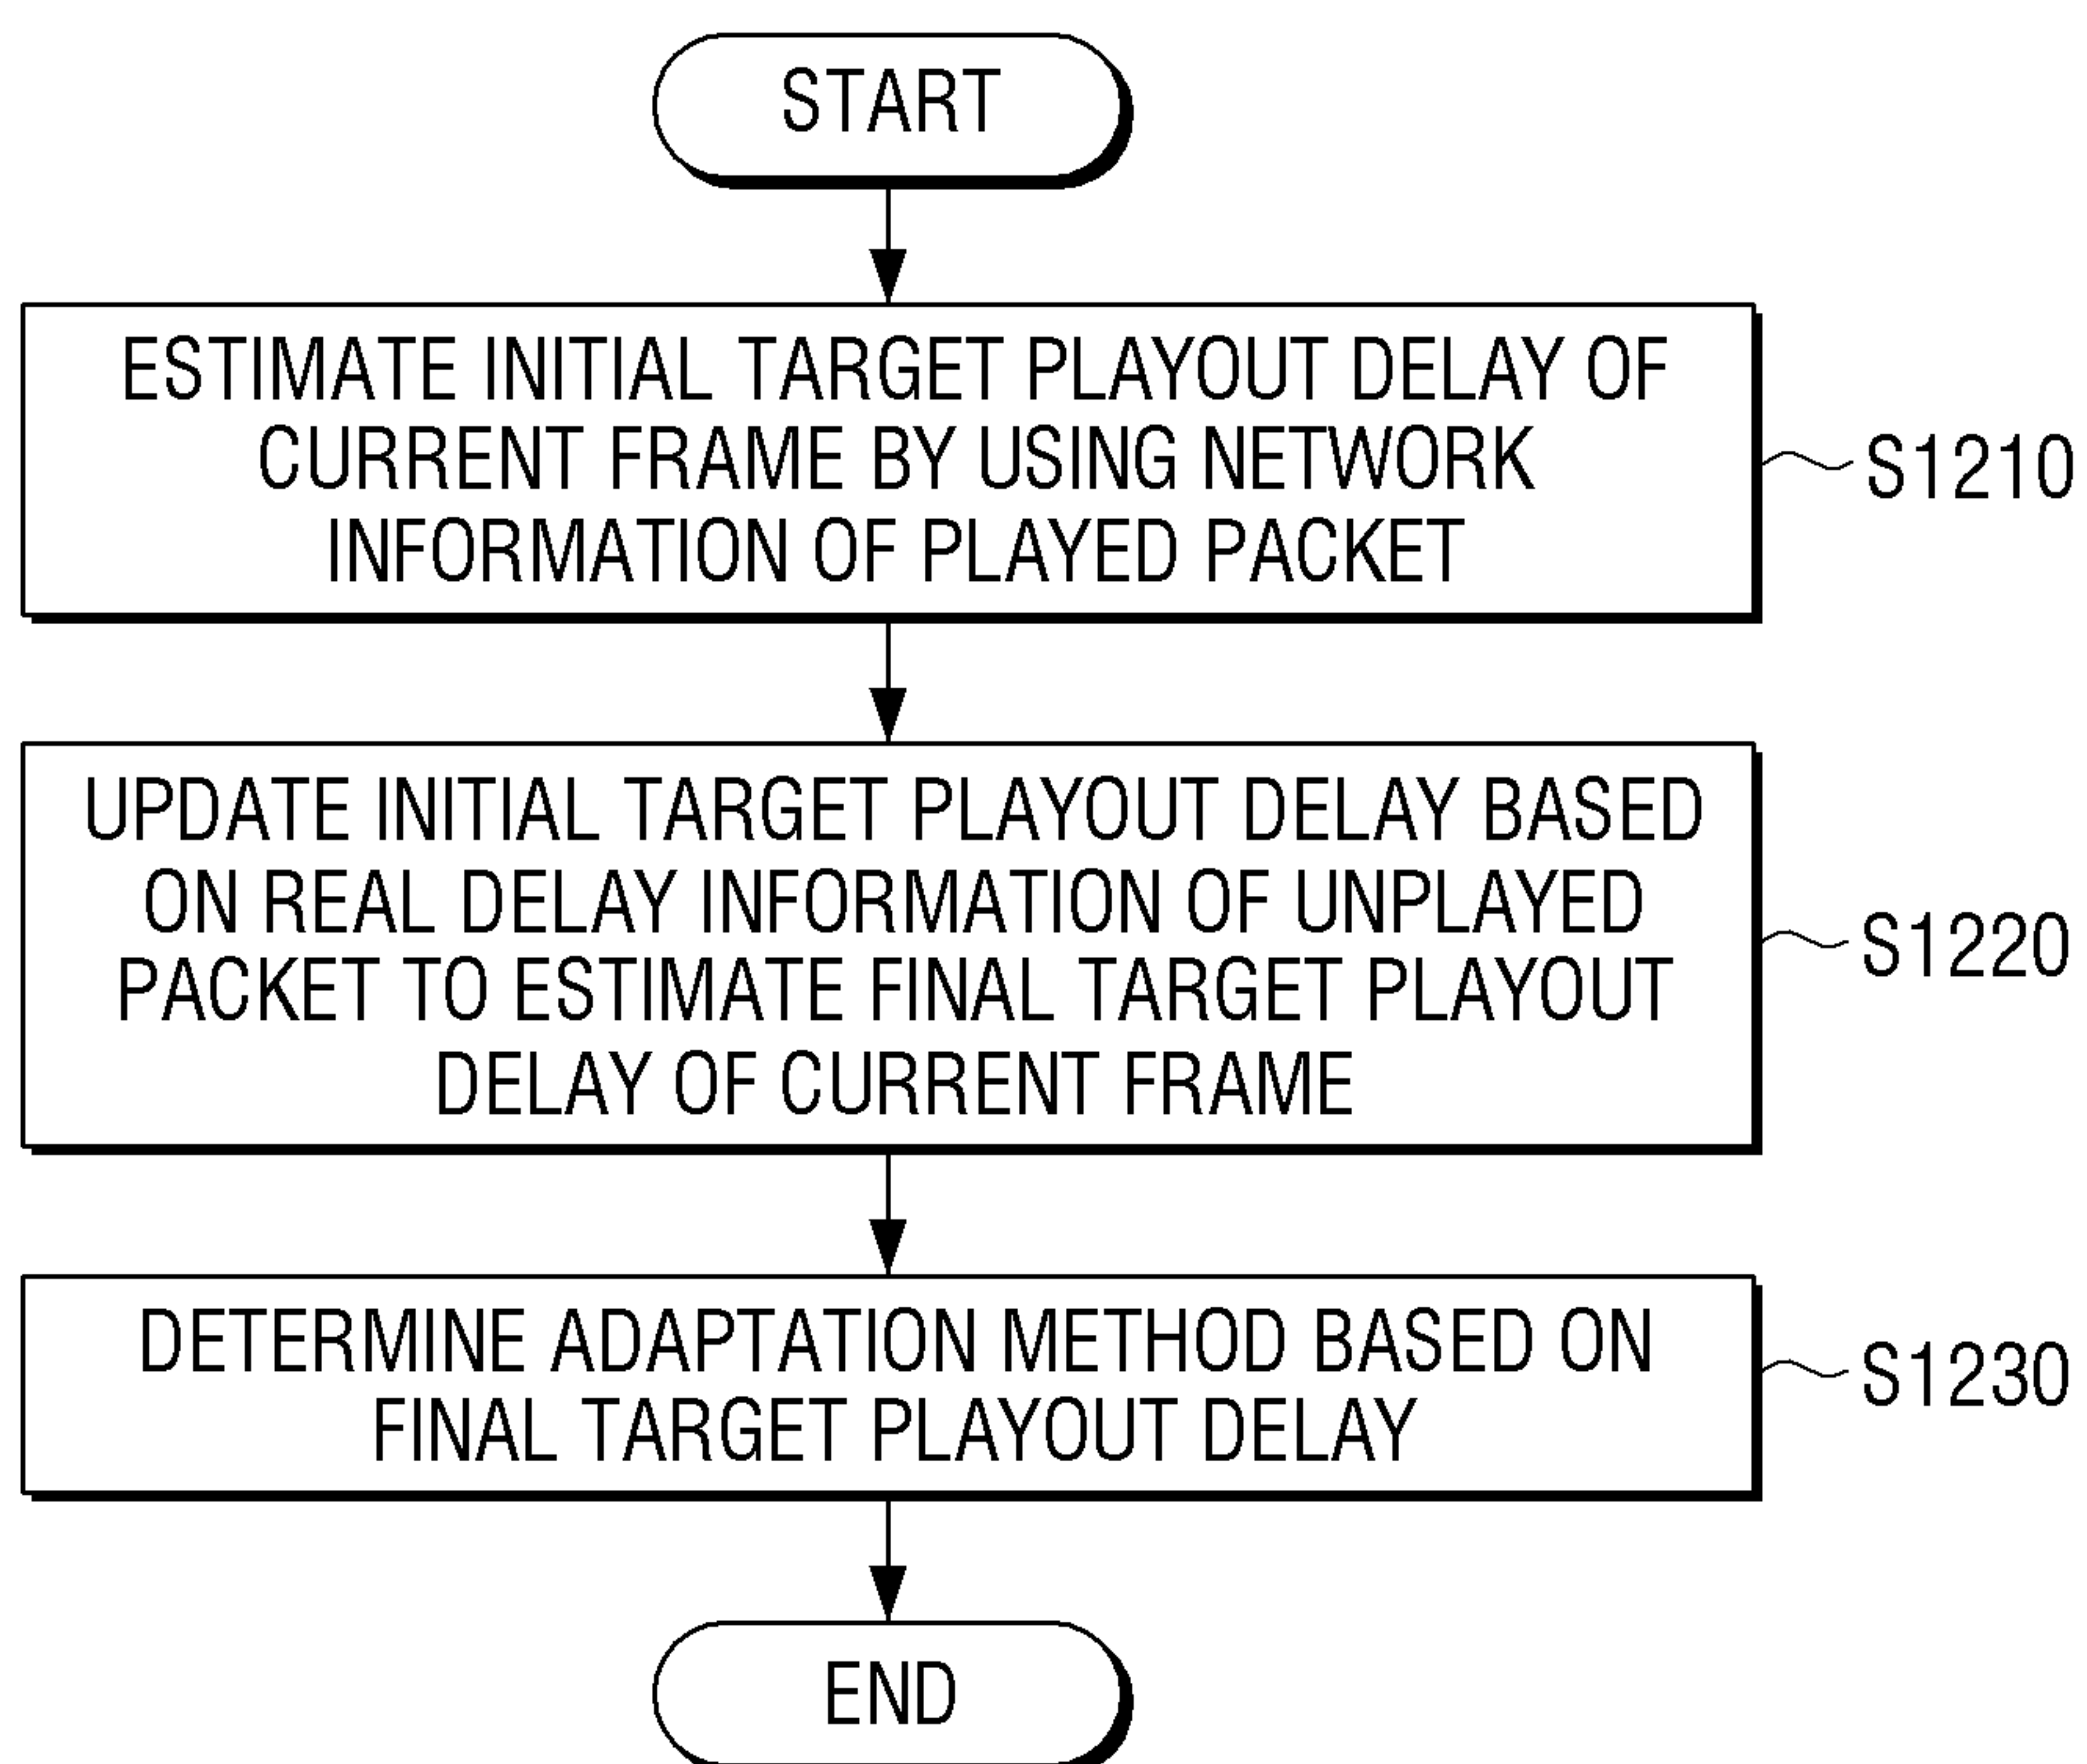 START
ESTIMATE INITIAL TARGET PLAYOUT DELAY OF
CURRENT FRAME BY USING NETWORK
INFORMATION OF PLAYED PACKET
S1210
UPDATE INITIAL TARGET PLAYOUT DELAY BASED
ON REAL DELAY INFORMATION OF UNPLAYED
PACKET TO ESTIMATE FINAL TARGET PLAYOUT
DELAY OF CURRENT FRAME
S1220
DETERMINE ADAPTATION METHOD BASED ON
FINAL TARGET PLAYOUT DELAY
S1230
END